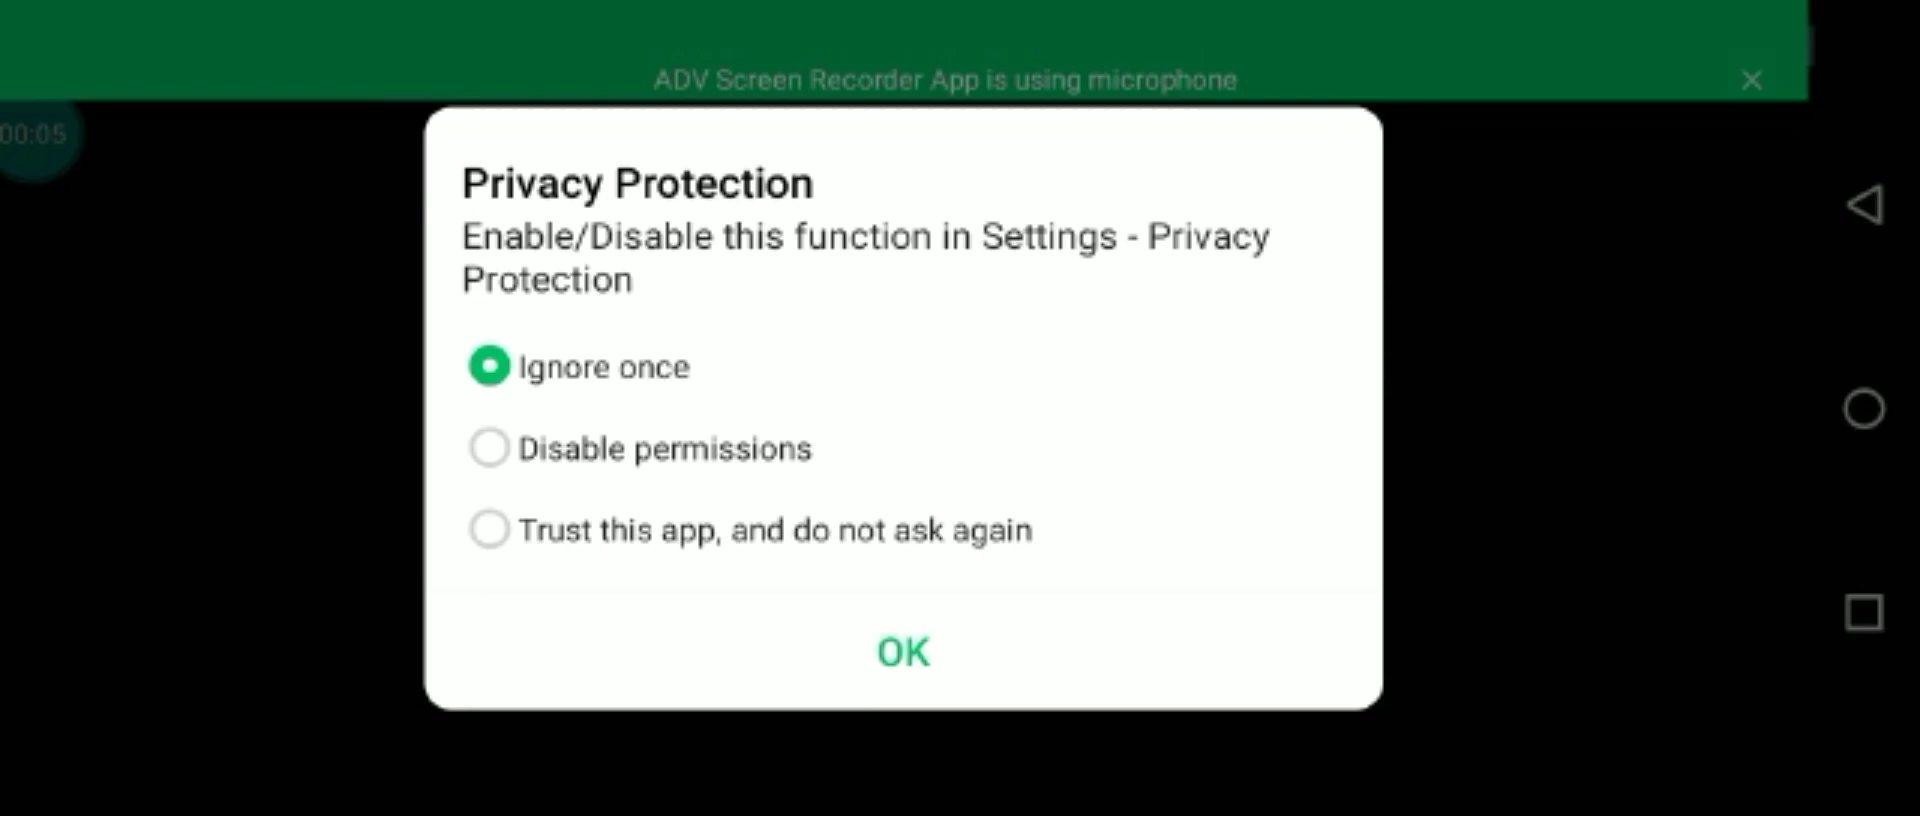 ADV Screen Recorder App is using microphone
00:05
Privacy Protection
Enable/Disable this function in Settings - Privacy
Protection
Ignore once
Disable permissions
Trust this app, and do not ask again
OK